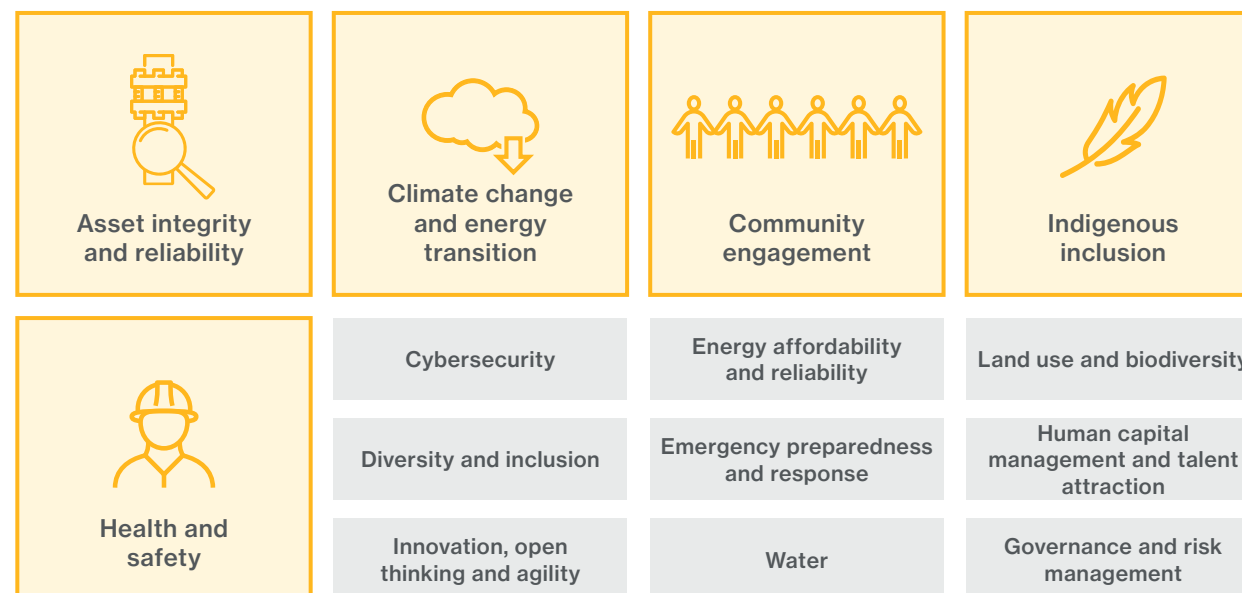 Asset integrity
and reliability
Climate change
and energy
transition
Community
engagement
Indigenous
inclusion
Health and
safety
Cybersecurity
Energy affordability
and reliability
Land use and biodiversity
Diversity and inclusion
Emergency preparedness
and response
Human capital
management and talent
attraction
Innovation, open
thinking and agility
Water
Governance and risk
management